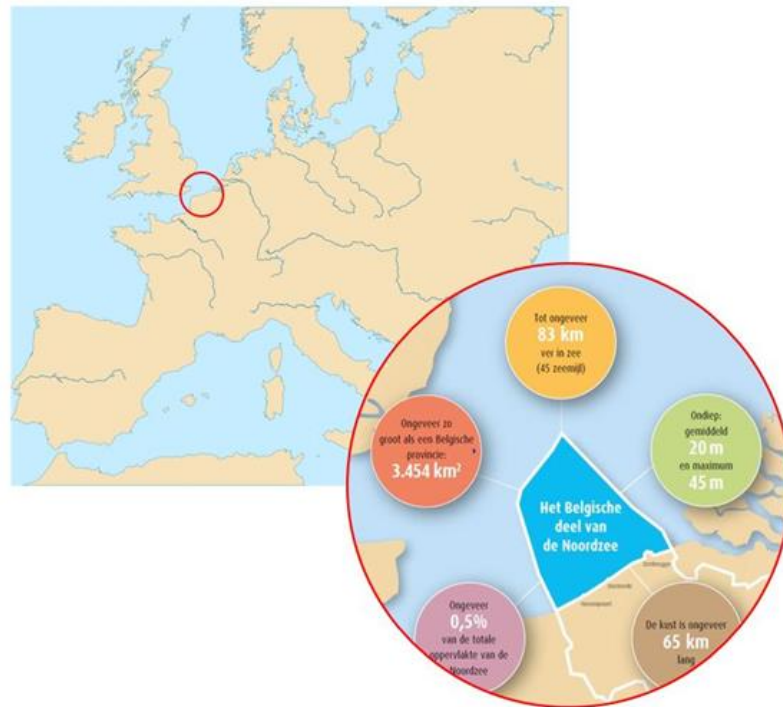 Tot ongeveer
83 km
ver in zee
(45 zeemijl)
Ongeveer zo
groot als een Belgische
provincie:
3.454 km²
Ondiep:
gemiddeld
20 m
en maximum
45 m
Het Belgische
deel van
de Noordzee
Ongeveer
0,5%
van de totale
oppervlakte van de
Noordzee
De kust is ongeveer
65 km
lang